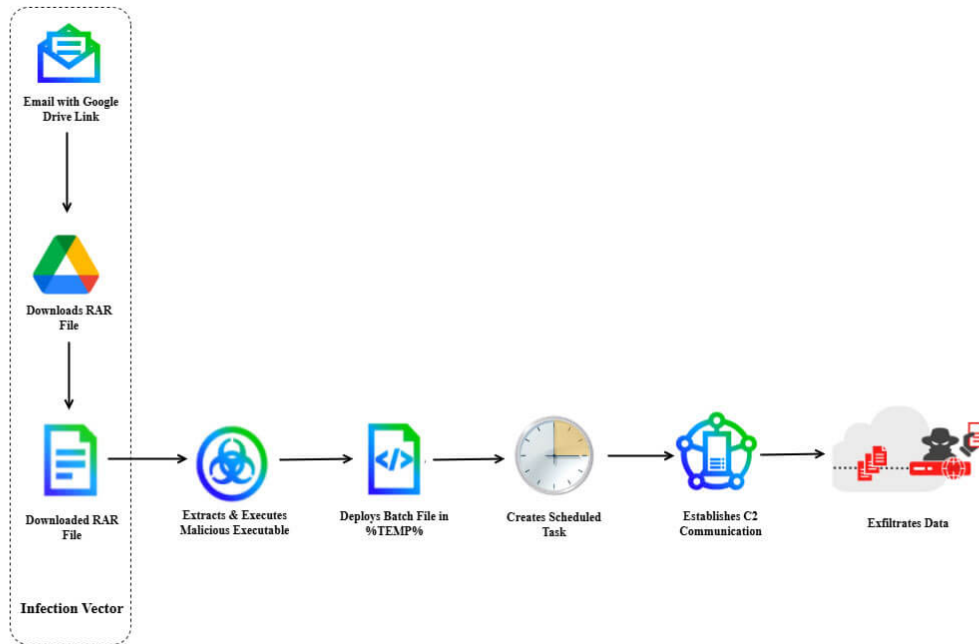 Email with Google
Drive Link
Downloads RAR
File
Downloaded RAR
File
Infection Vector
Extracts & Executes
Malicious Executable
</>
Deploys Batch File in
%TEMP%
Creates Scheduled
Task
Establishes C2
Communication
Exfiltrates Data